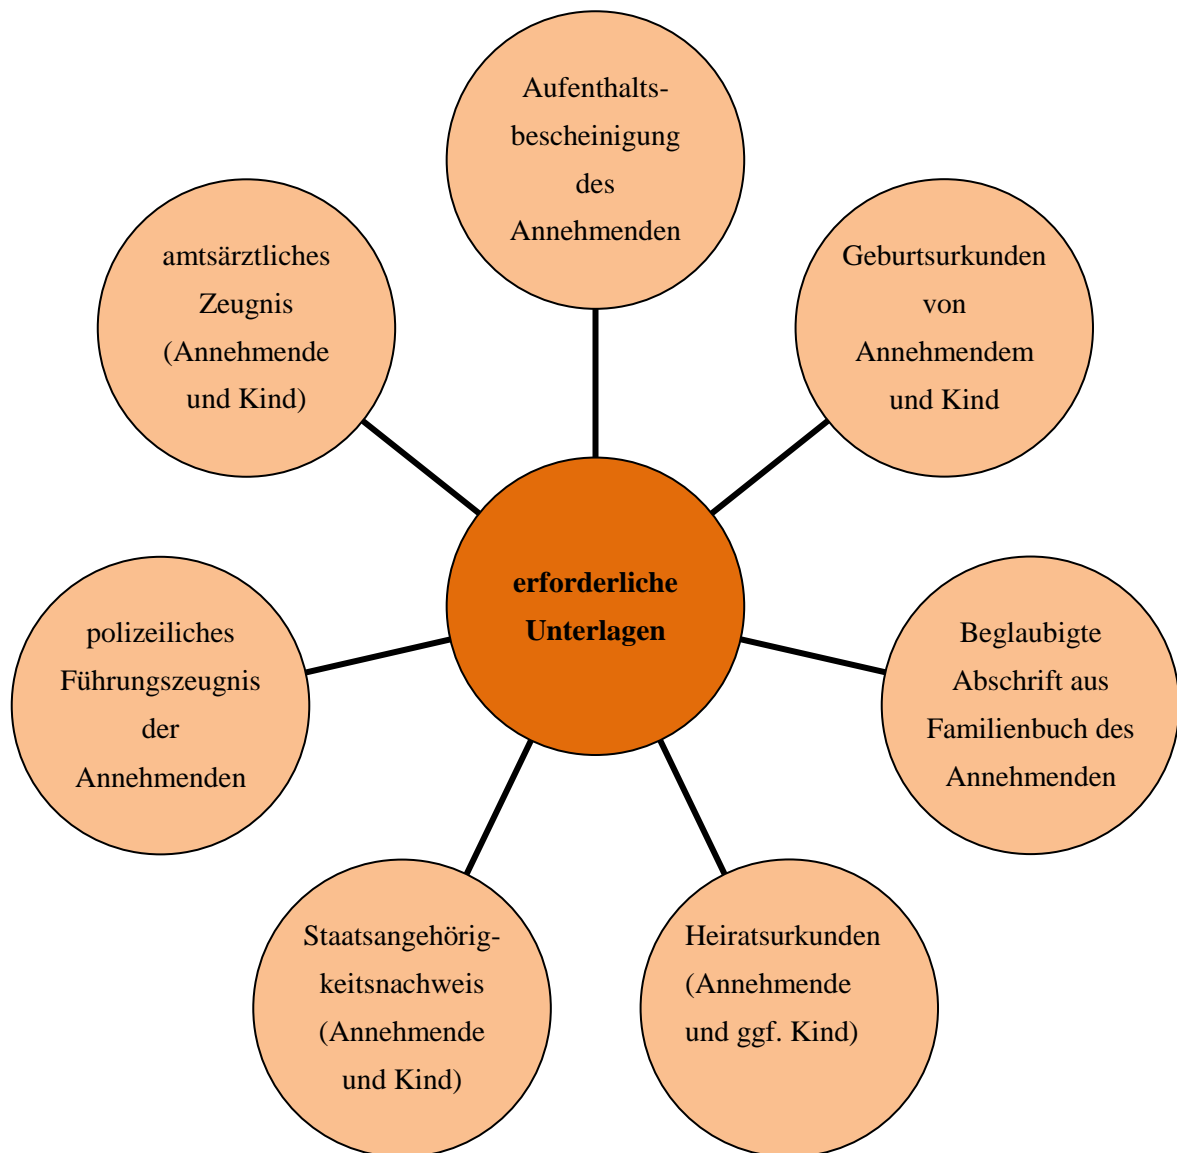 Aufenthalts-
bescheinigung
des
Annehmenden
Geburtsurkunden
von
Annehmendem
und Kind
Beglaubigte
Abschrift aus
Familienbuch des
Annehmenden
Heiratsurkunden
(Annehmende
und ggf. Kind)
Staatsangehörig-
keitsnachweis
(Annehmende
und Kind)
polizeiliches
Führungszeugnis
der
Annehmenden
amtsärztliches
Zeugnis
(Annehmende
und Kind)
erforderliche
Unterlagen